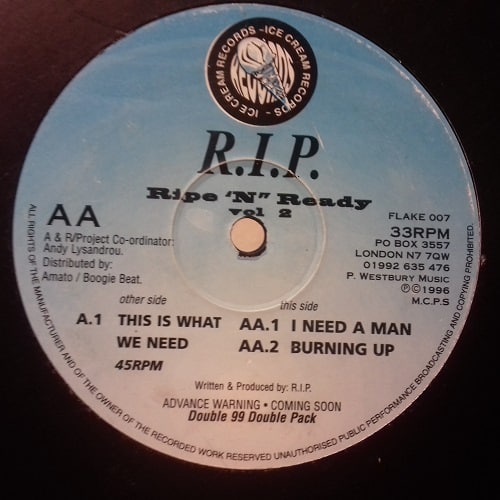 ICE CREAM RECORDS - ICE CREAM RECORDS -
RECORDS
R.I.P.
Ripe 'N" Ready
vol 2
AA
A & R/Project Co-ordinator:
Andy Lysandrou.
Distributed by:
Amato / Boogie Beat.
FLAKE 007
33RPM
PO BOX 3557
LONDON N7 7QW
01992 635 476
P. Westbury Music
℗©1996
M.C.P.S
other side
A.1 THIS IS WHAT
WE NEED
45RPM
this side
AA.1 I NEED A MAN
AA.2 BURNING UP
Written & Produced by: R.I.P.
ADVANCE WARNING • COMING SOON
Double 99 Double Pack
ALL RIGHTS OF THE MANUFACTURER AND OF THE OWNER OF THE RECORDED WORK RESERVED UNAUTHORISED PUBLIC PERFORMANCE BROADCASTING AND COPYING PROHIBITED.